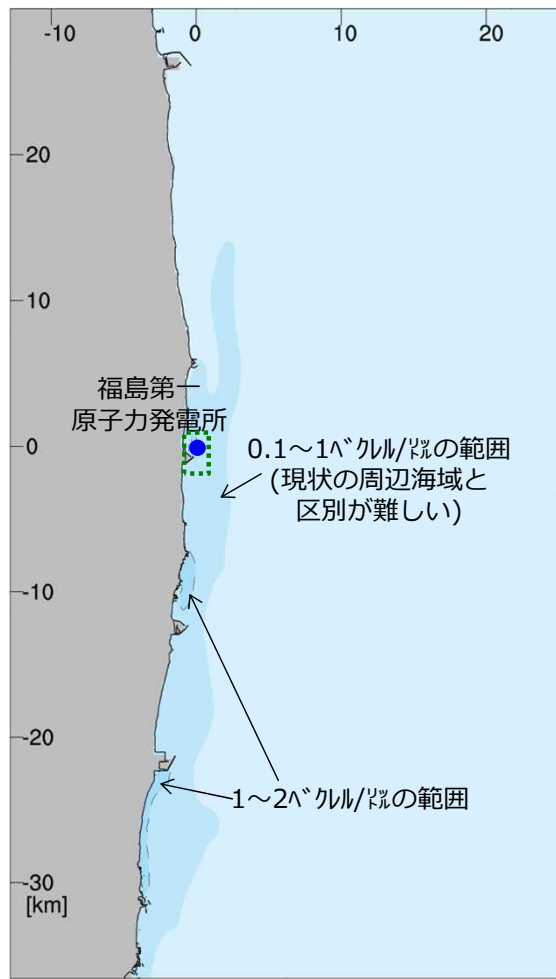 -10
0
10
20
20
10
福島第一
原子力発電所
0
0.1～1ﾍﾞｸﾚﾙ/㍑の範囲
(現状の周辺海域と
区別が難しい)
-10
-20
1～2ﾍﾞｸﾚﾙ/㍑の範囲
-30
[km]